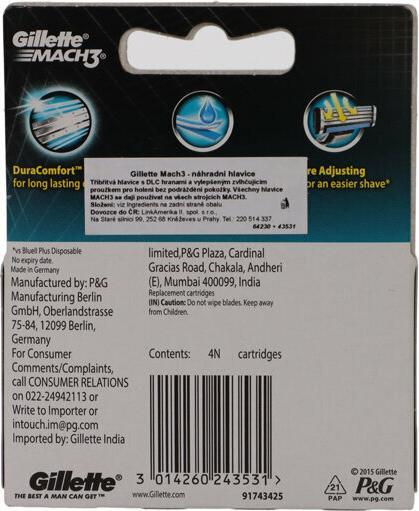 Gillette®
MACH3®
DuraComfort™
for long lasting
re Adjusting
or an easier shave*
Gillette Mach3 - náhradní hlavice
Tříbřitá hlavice s DLC hranami a vylepšeným zvlhčujícím
proužkem pro holení bez podráždění pokožky. Všechny hlavice
MACH3 se dají používat na všech strojcích MACH3.
Složení: viz Ingredients na zadní straně obalu
Dovozce do ČR: LinkAmerika II. spol. s r.o.,
Na Staré silnici 99, 252 68 Kněževes u Prahy. Tel.: 220 514 337
64230 + 43531
*vs BlueII Plus Disposable
No expiry date.
Made in Germany
Manufactured by: P&G
Manufacturing Berlin
GmbH, Oberlandstrasse
75-84, 12099 Berlin,
Germany
For Consumer
Comments/Complaints,
call CONSUMER RELATIONS
on 022-24942113 or
Write to Importer or
intouch.im@pg.com
Imported by: Gillette India
limited,P&G Plaza, Cardinal
Gracias Road, Chakala, Andheri
(E), Mumbai 400099, India
Replacement cartridges
(IN) Caution: Do not wipe blades. Keep away
from Children.
Contents: 4N cartridges
3 014260 243531 >
Gillette®
THE BEST A MAN CAN GET™
www.Gillette.com
91743425
21
PAP
© 2015 Gillette
P&G